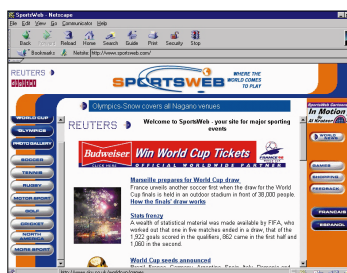 SportsWeb - Netscape
File Edit View Go Communicator Help
Back Reload Home Search Guide Print Security Stop
Bookmarks Netsite: http://www.sportsweb.com/
REUTERS
SPORTSWEB
WHERE THE
WORLD COMES
TO PLAY
Olympics-Snow covers all Nagano venues
WORLD CUP
OLYMPICS
PHOTO GALLERY
SOCCER
TENNIS
RUGBY
MOTOR SPORT
GOLF
CRICKET
NORTH
AMERICA
MORE SPORT
REUTERS
Welcome to SportsWeb - your site for major sporting
events
Budweiser Win World Cup Tickets
OFFICIAL WORLDWIDE PARTNER
Marseille prepares for World Cup draw
France unveils another soccer first when the draw for the World
Cup finals is held in an outdoor stadium in front of 38,000 people.
How the finals' draw works
Stats frenzy
A wealth of statistical material was made available by FIFA, who
worked out that one in five matches ended in a draw, that of the
1,922 goals scored in the qualifiers, 862 came in the first half and
1,060 in the second.
World Cup seeds announced
In Motion
by
Al Kratzer
WORLD
NEWS
GAMES
SHOPPING
FEEDBACK
FRANCAIS
ESPANOL